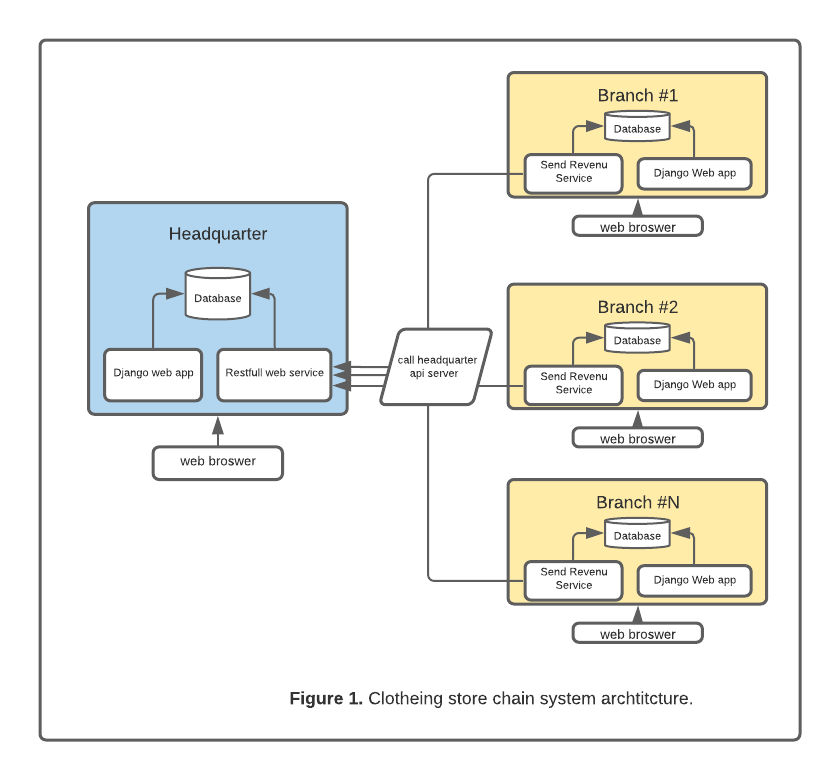 Branch #1
Database
Send Revenu
Service
Django Web app
web broswer
Headquarter
Database
Django web app
Restfull web service
web broswer
call headquarter
api server
Branch #2
Database
Send Revenu
Service
Django Web app
web broswer
Branch #N
Database
Send Revenu
Service
Django Web app
web broswer
Figure 1. Clotheing store chain system archtitcture.